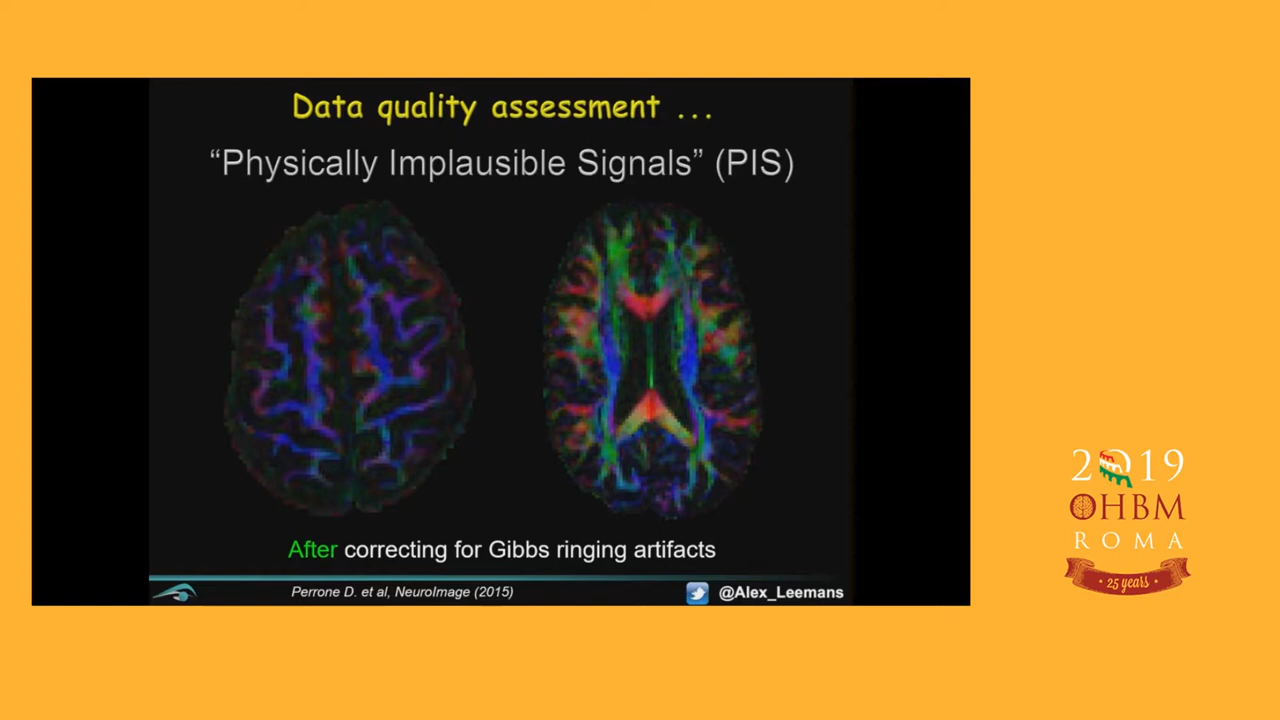 Data quality assessment ...
“Physically Implausible Signals” (PIS)
After correcting for Gibbs ringing artifacts
Perrone D. et al, NeuroImage (2015)
@Alex_Leemans
2019
OHBM
ROMA
25 years